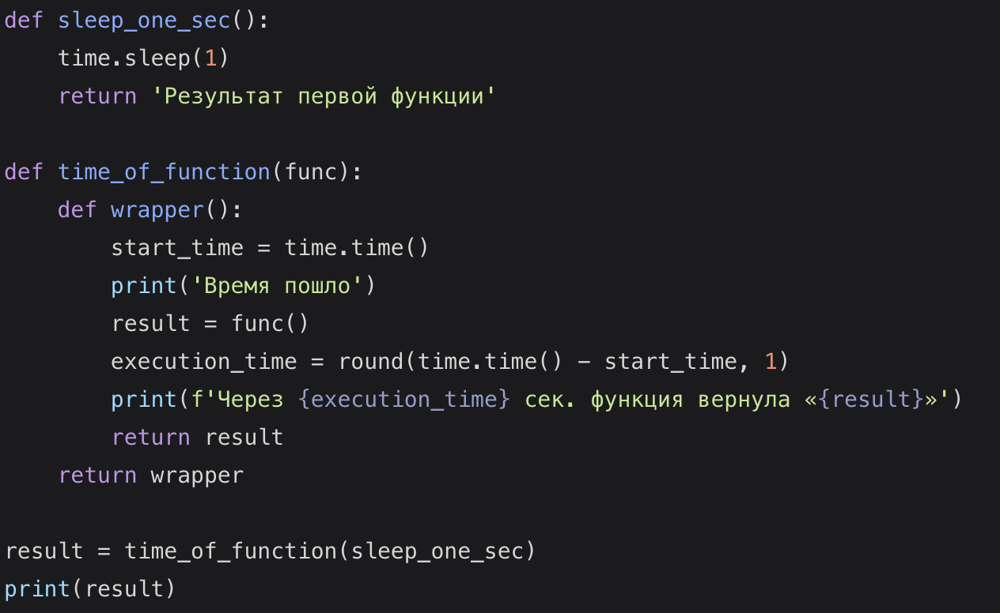 def sleep_one_sec():
    time.sleep(1)
    return 'Результат первой функции'

def time_of_function(func):
    def wrapper():
        start_time = time.time()
        print('Время пошло')
        result = func()
        execution_time = round(time.time() - start_time, 1)
        print(f'Через {execution_time} сек. функция вернула «{result}»')
        return result
    return wrapper

result = time_of_function(sleep_one_sec)
print(result)